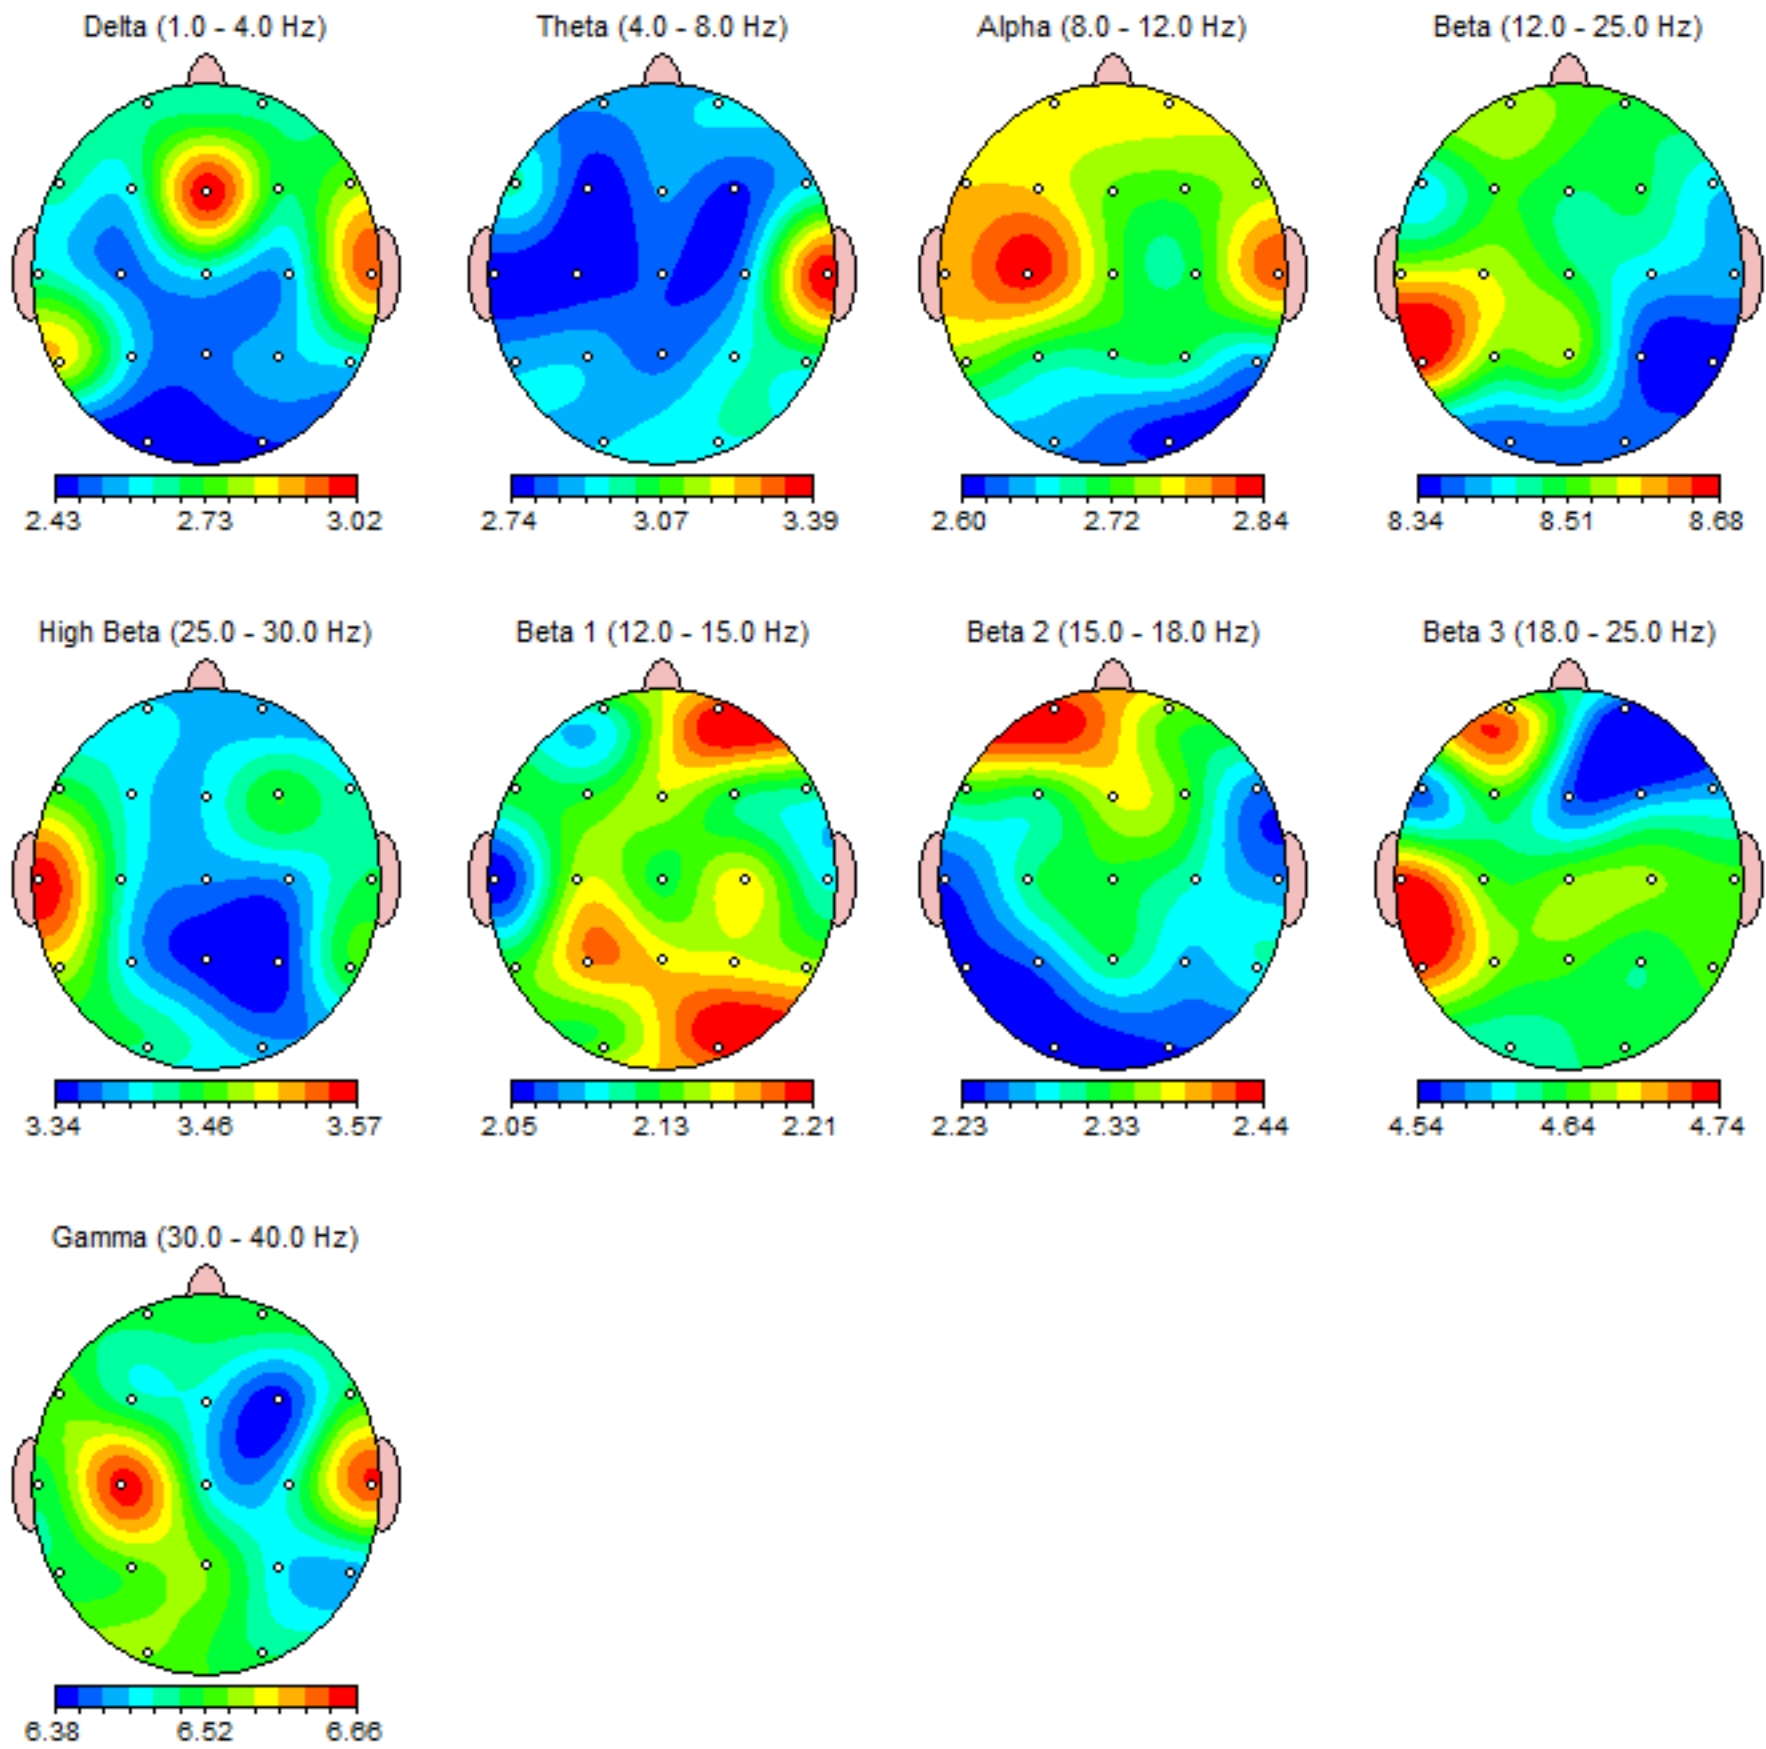 Delta (1.0 - 4.0 Hz)
Theta (4.0 - 8.0 Hz)
Alpha (8.0 - 12.0 Hz)
Beta (12.0 - 25.0 Hz)
2.43 2.73 3.02
2.74 3.07 3.39
2.60 2.72 2.84
8.34 8.51 8.68
High Beta (25.0 - 30.0 Hz)
Beta 1 (12.0 - 15.0 Hz)
Beta 2 (15.0 - 18.0 Hz)
Beta 3 (18.0 - 25.0 Hz)
3.34 3.46 3.57
2.05 2.13 2.21
2.23 2.33 2.44
4.54 4.64 4.74
Gamma (30.0 - 40.0 Hz)
6.38 6.52 6.66